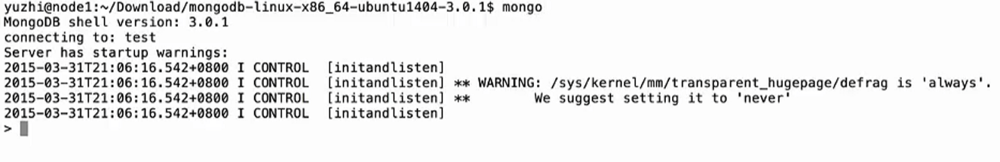 yuzhi@node1:~/Download/mongodb-linux-x86_64-ubuntu1404-3.0.1$ mongo
MongoDB shell version: 3.0.1
connecting to: test
Server has startup warnings:
2015-03-31T21:06:16.542+0800 I CONTROL  [initandlisten]
2015-03-31T21:06:16.542+0800 I CONTROL  [initandlisten] ** WARNING: /sys/kernel/mm/transparent_hugepage/defrag is 'always'.
2015-03-31T21:06:16.542+0800 I CONTROL  [initandlisten] **        We suggest setting it to 'never'
2015-03-31T21:06:16.542+0800 I CONTROL  [initandlisten]
>